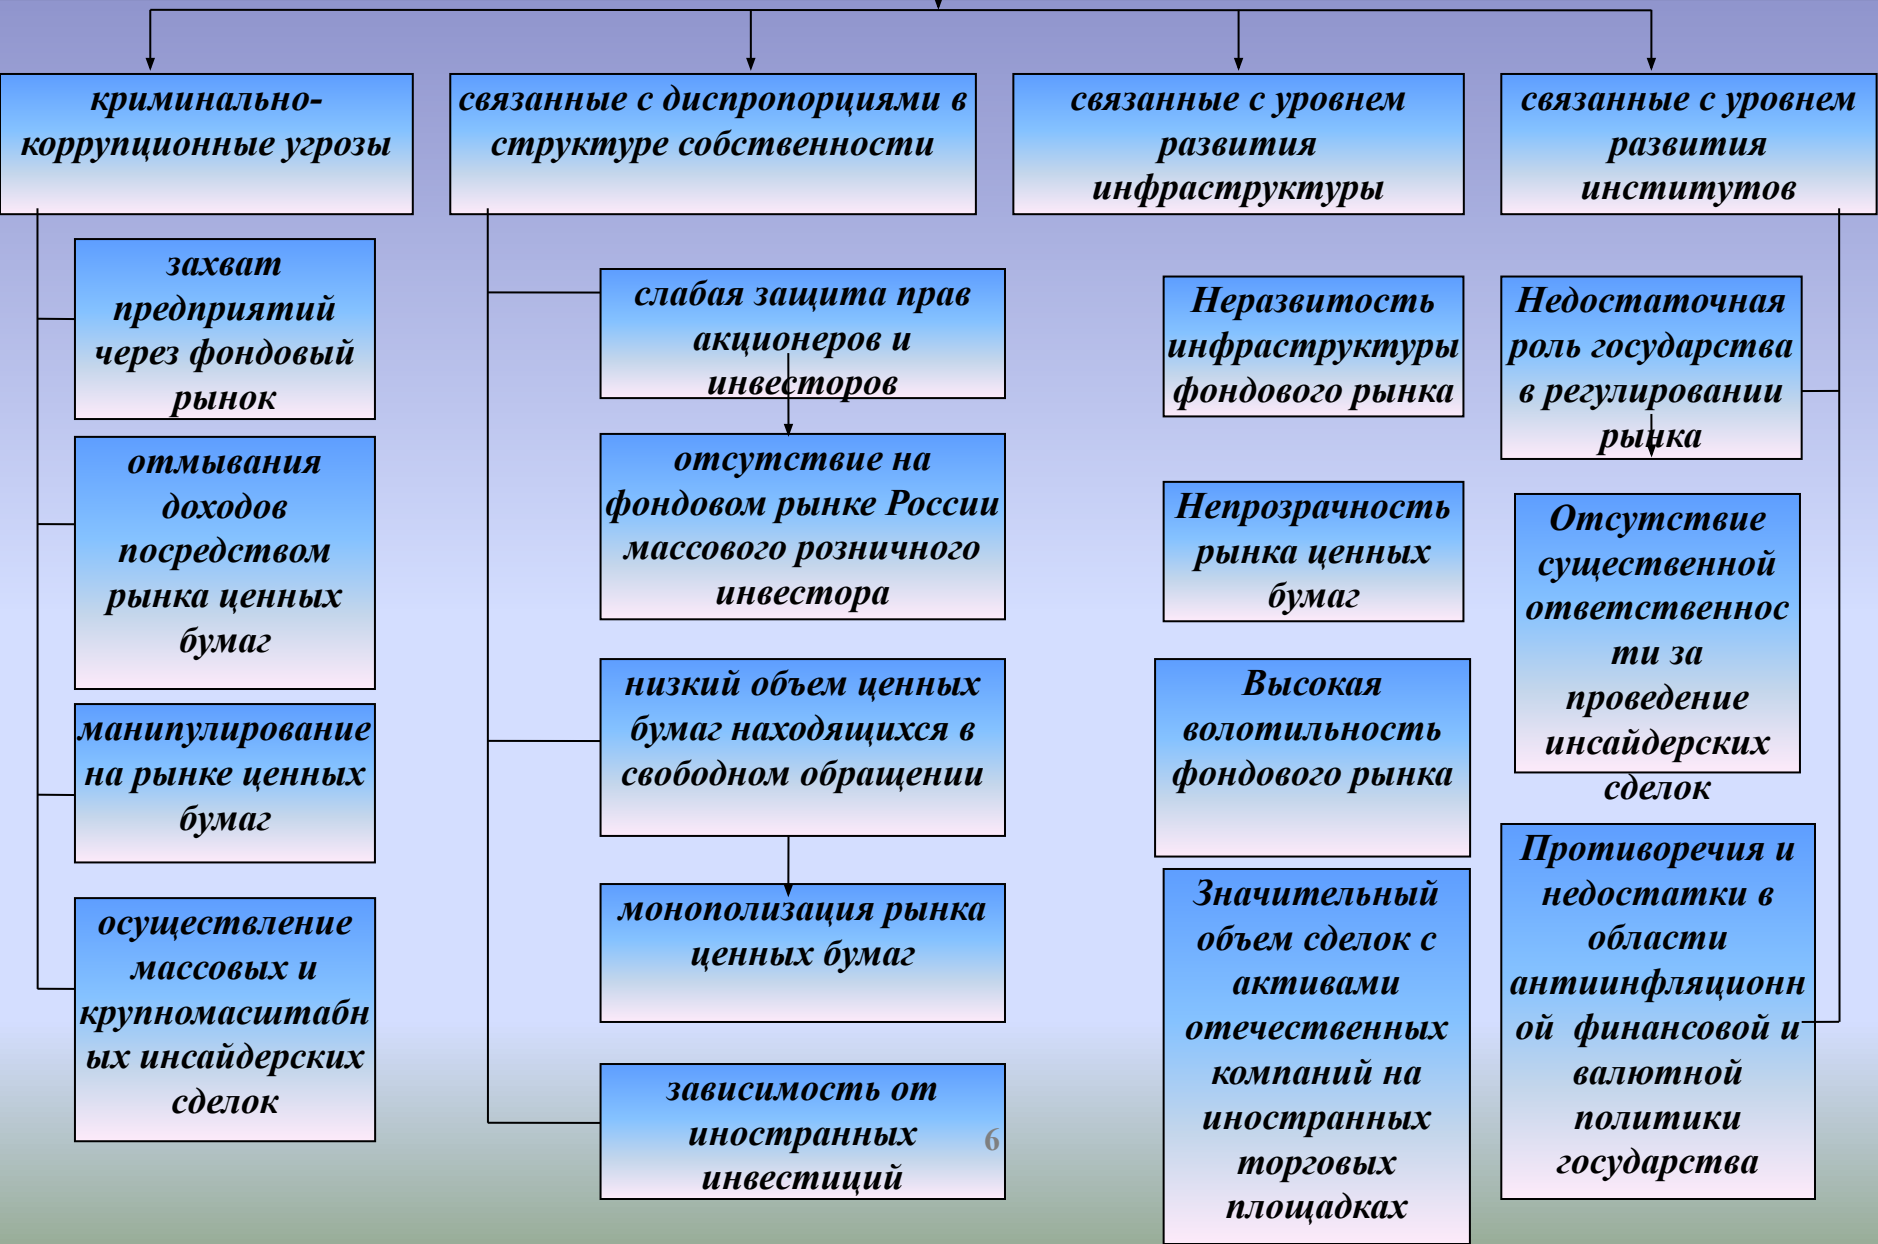 криминально-
коррупционные угрозы
захват
предприятий
через фондовый
рынок
отмывания
доходов
посредством
рынка ценных
бумаг
манипулирование
на рынке ценных
бумаг
осуществление
массовых и
крупномасштабн
ых инсайдерских
сделок
связанные с диспропорциями в
структуре собственности
слабая защита прав
акционеров и
инвесторов
отсутствие на
фондовом рынке России
массового розничного
инвестора
низкий объем ценных
бумаг находящихся в
свободном обращении
монополизация рынка
ценных бумаг
зависимость от
иностранных
инвестиций
6
связанные с уровнем
развития
инфраструктуры
Неразвитость
инфраструктуры
фондового рынка
Непрозрачность
рынка ценных
бумаг
Высокая
волотильность
фондового рынка
Значительный
объем сделок с
активами
отечественных
компаний на
иностранных
торговых
площадках
связанные с уровнем
развития
институтов
Недостаточная
роль государства
в регулировании
рынка
Отсутствие
существенной
ответственнос
ти за
проведение
инсайдерских
сделок
Противоречия и
недостатки в
области
антиинфляционн
ой финансовой и
валютной
политики
государства